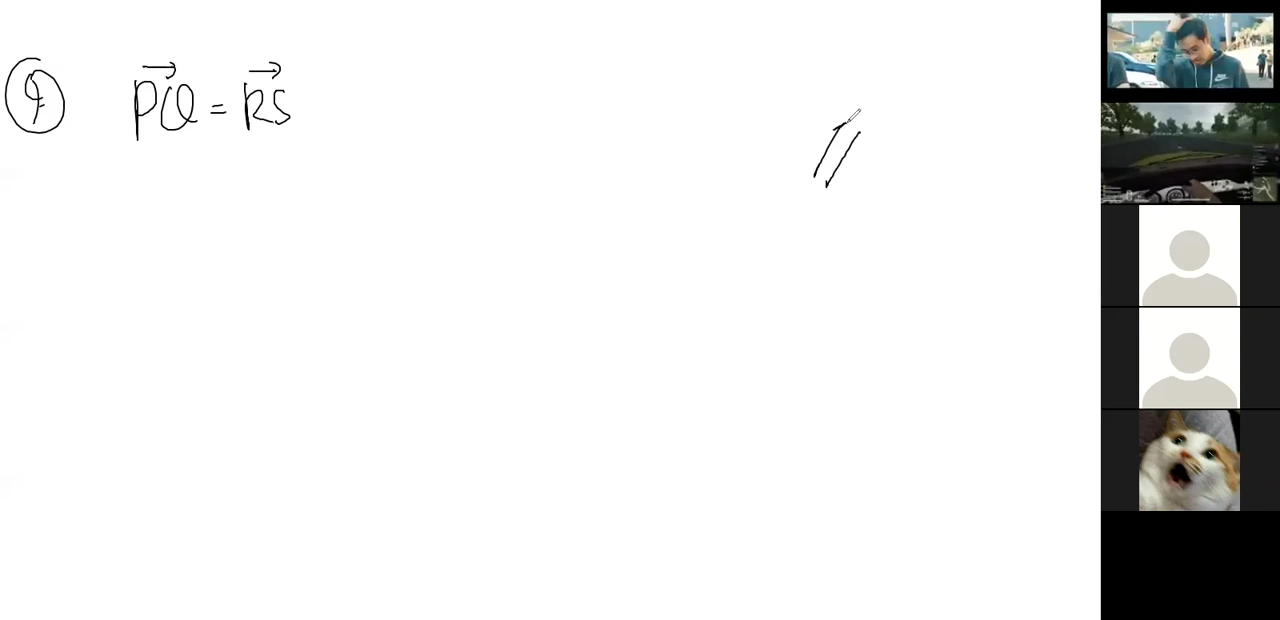 9 PQ⃗ = RS⃗